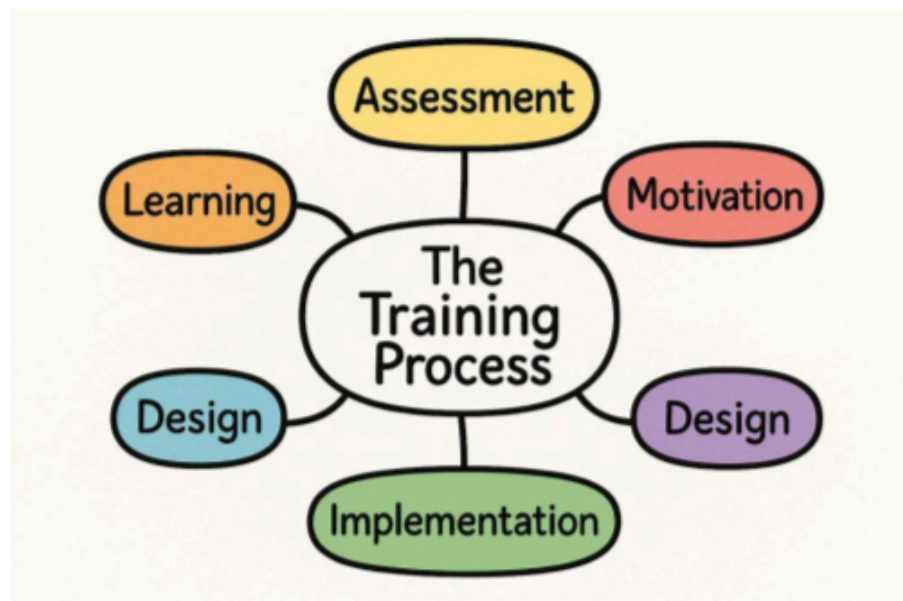 Assessment
Learning
Motivation
The
Training
Process
Design
Design
Implementation